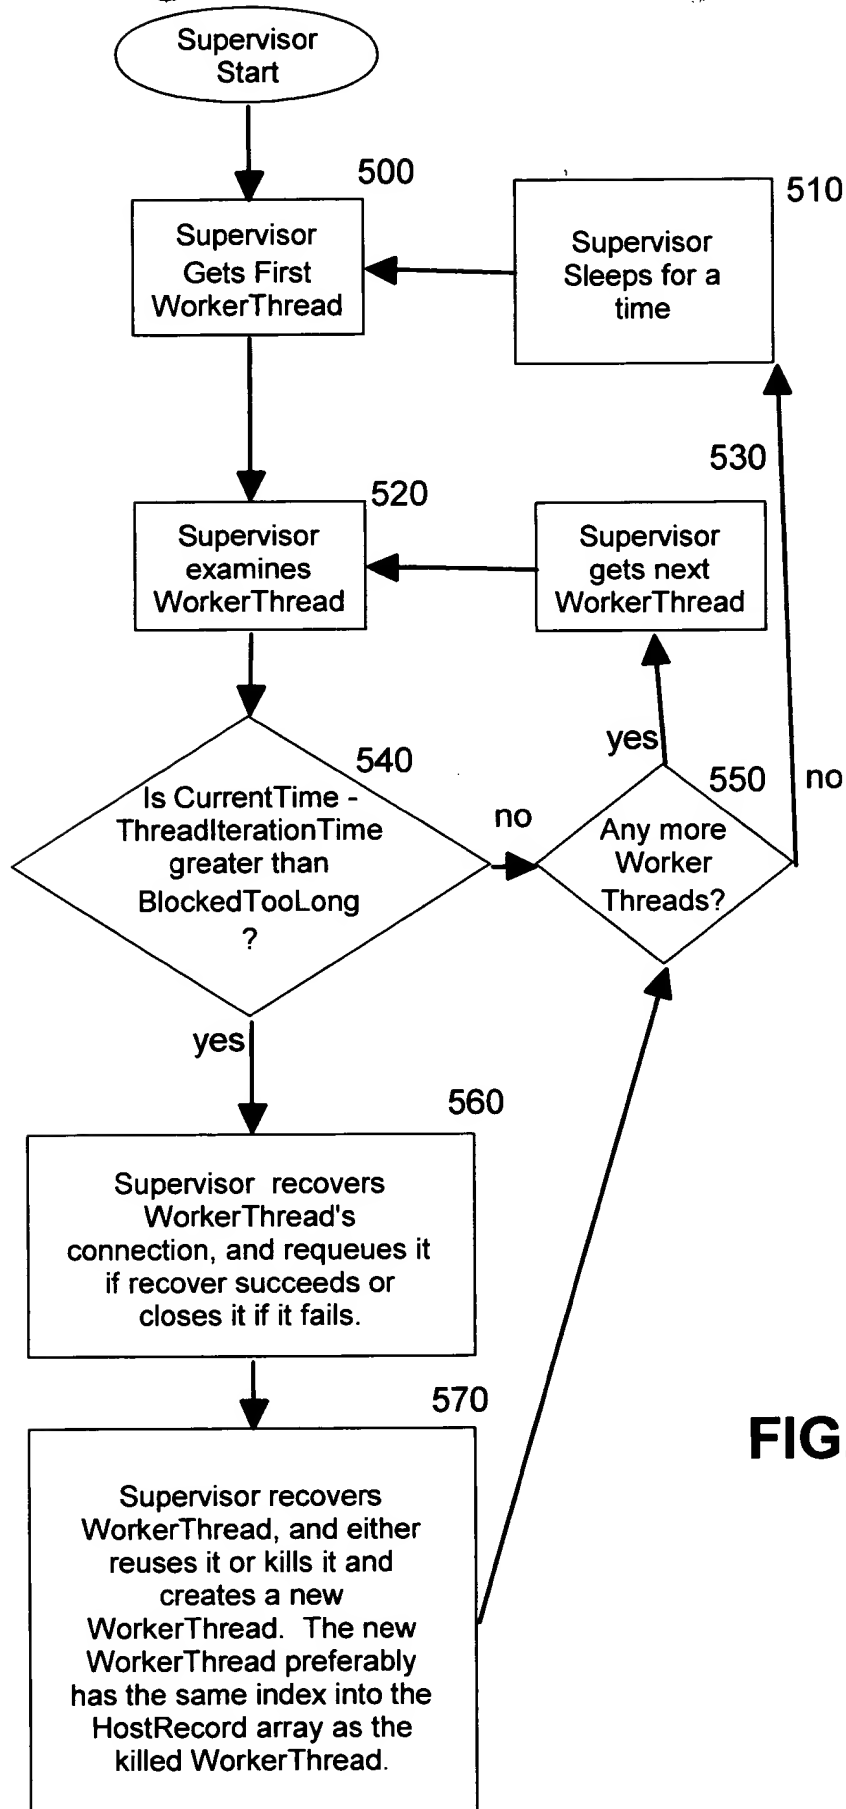 Supervisor
Start
500
510
Supervisor
Gets First
WorkerThread
Supervisor
Sleeps for a
time
530
520
Supervisor
examines
WorkerThread
Supervisor
gets next
WorkerThread
yes
540
550
no
Is CurrentTime -
ThreadIterationTime
greater than
BlockedTooLong
?
no
Any more
Worker
Threads?
yes
560
Supervisor recovers
WorkerThread's
connection, and requeues it
if recover succeeds or
closes it if it fails.
570
FIG
Supervisor recovers
WorkerThread, and either
reuses it or kills it and
creates a new
WorkerThread. The new
WorkerThread preferably
has the same index into the
HostRecord array as the
killed WorkerThread.